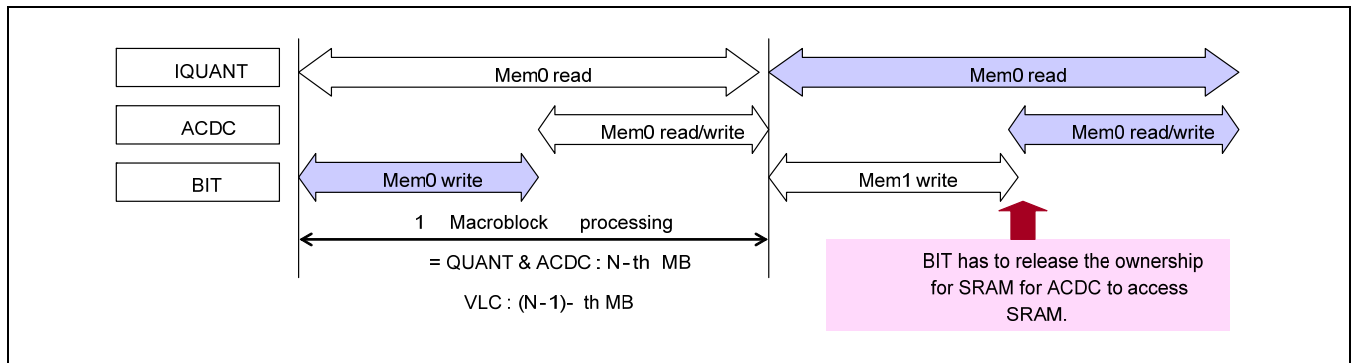 IQUANT
Mem0 read
Mem0 read
ACDC
Mem0 read/write
Mem0 read/write
BIT
Mem0 write
Mem1 write
1 Macroblock processing
= QUANT & ACDC : N-th MB
VLC : (N-1)- th MB
BIT has to release the ownership
for SRAM for ACDC to access
SRAM.